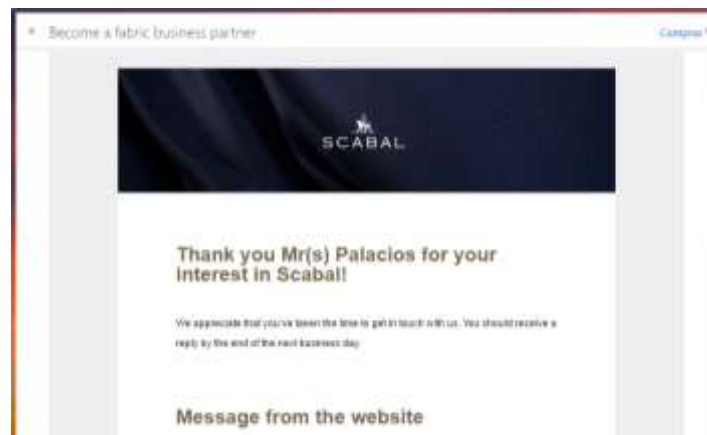 Become a fabric business partner
Compras
SCABAL
Thank you Mr(s) Palacios for your
Interest in Scabal!
We appreciate that you've taken the time to get in touch with us. You should receive a
reply by the end of the next business day.
Message from the website